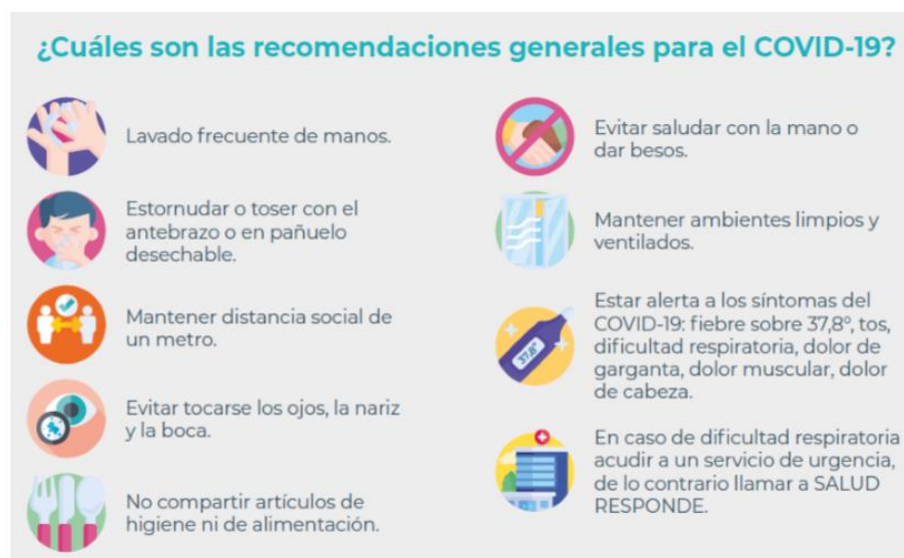 ¿Cuáles son las recomendaciones generales para el COVID-19?
Lavado frecuente de manos.
Estornudar o toser con el
antebrazo o en pañuelo
desechable.
Mantener distancia social de
un metro.
Evitar tocarse los ojos, la nariz
y la boca.
No compartir artículos de
higiene ni de alimentación.
Evitar saludar con la mano o
dar besos.
Mantener ambientes limpios y
ventilados.
37,8°
Estar alerta a los síntomas del
COVID-19: fiebre sobre 37,8°, tos,
dificultad respiratoria, dolor de
garganta, dolor muscular, dolor
de cabeza.
En caso de dificultad respiratoria
acudir a un servicio de urgencia,
de lo contrario llamar a SALUD
RESPONDE.